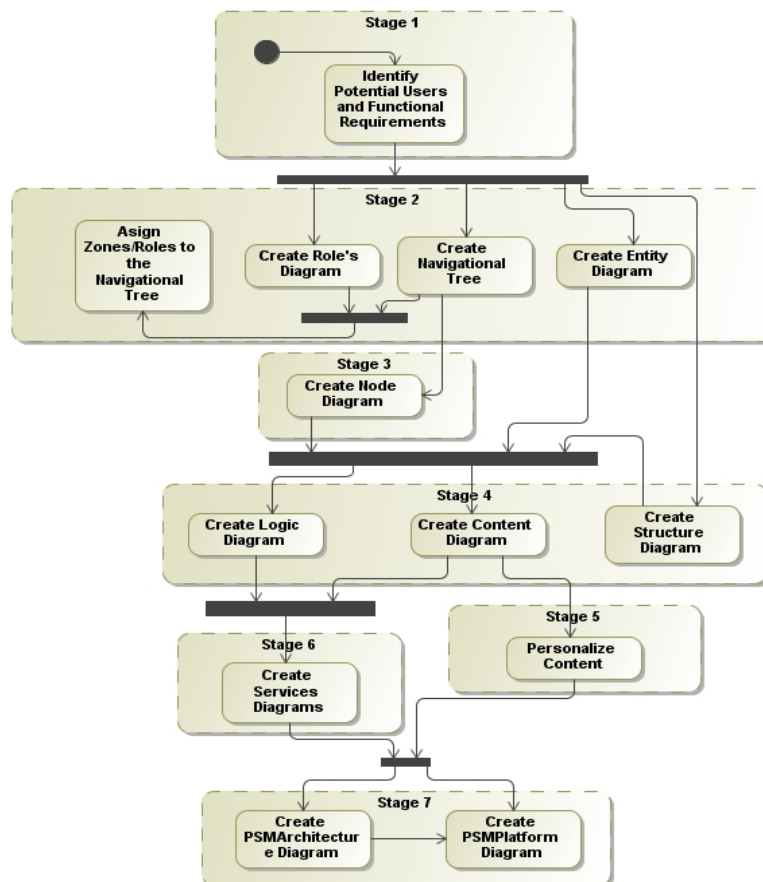 Stage 1
Identify
Potential Users
and Functional
Requirements
Stage 2
Asign
Zones/Roles to
the
Navigational
Tree
Create Role's
Diagram
Create
Navigational
Tree
Create Entity
Diagram
Stage 3
Create Node
Diagram
Stage 4
Create Logic
Diagram
Create Content
Diagram
Create
Structure
Diagram
Stage 5
Personalize
Content
Stage 6
Create
Services
Diagrams
Stage 7
Create
PSMArchitectur
e Diagram
Create
PSMPlatform
Diagram